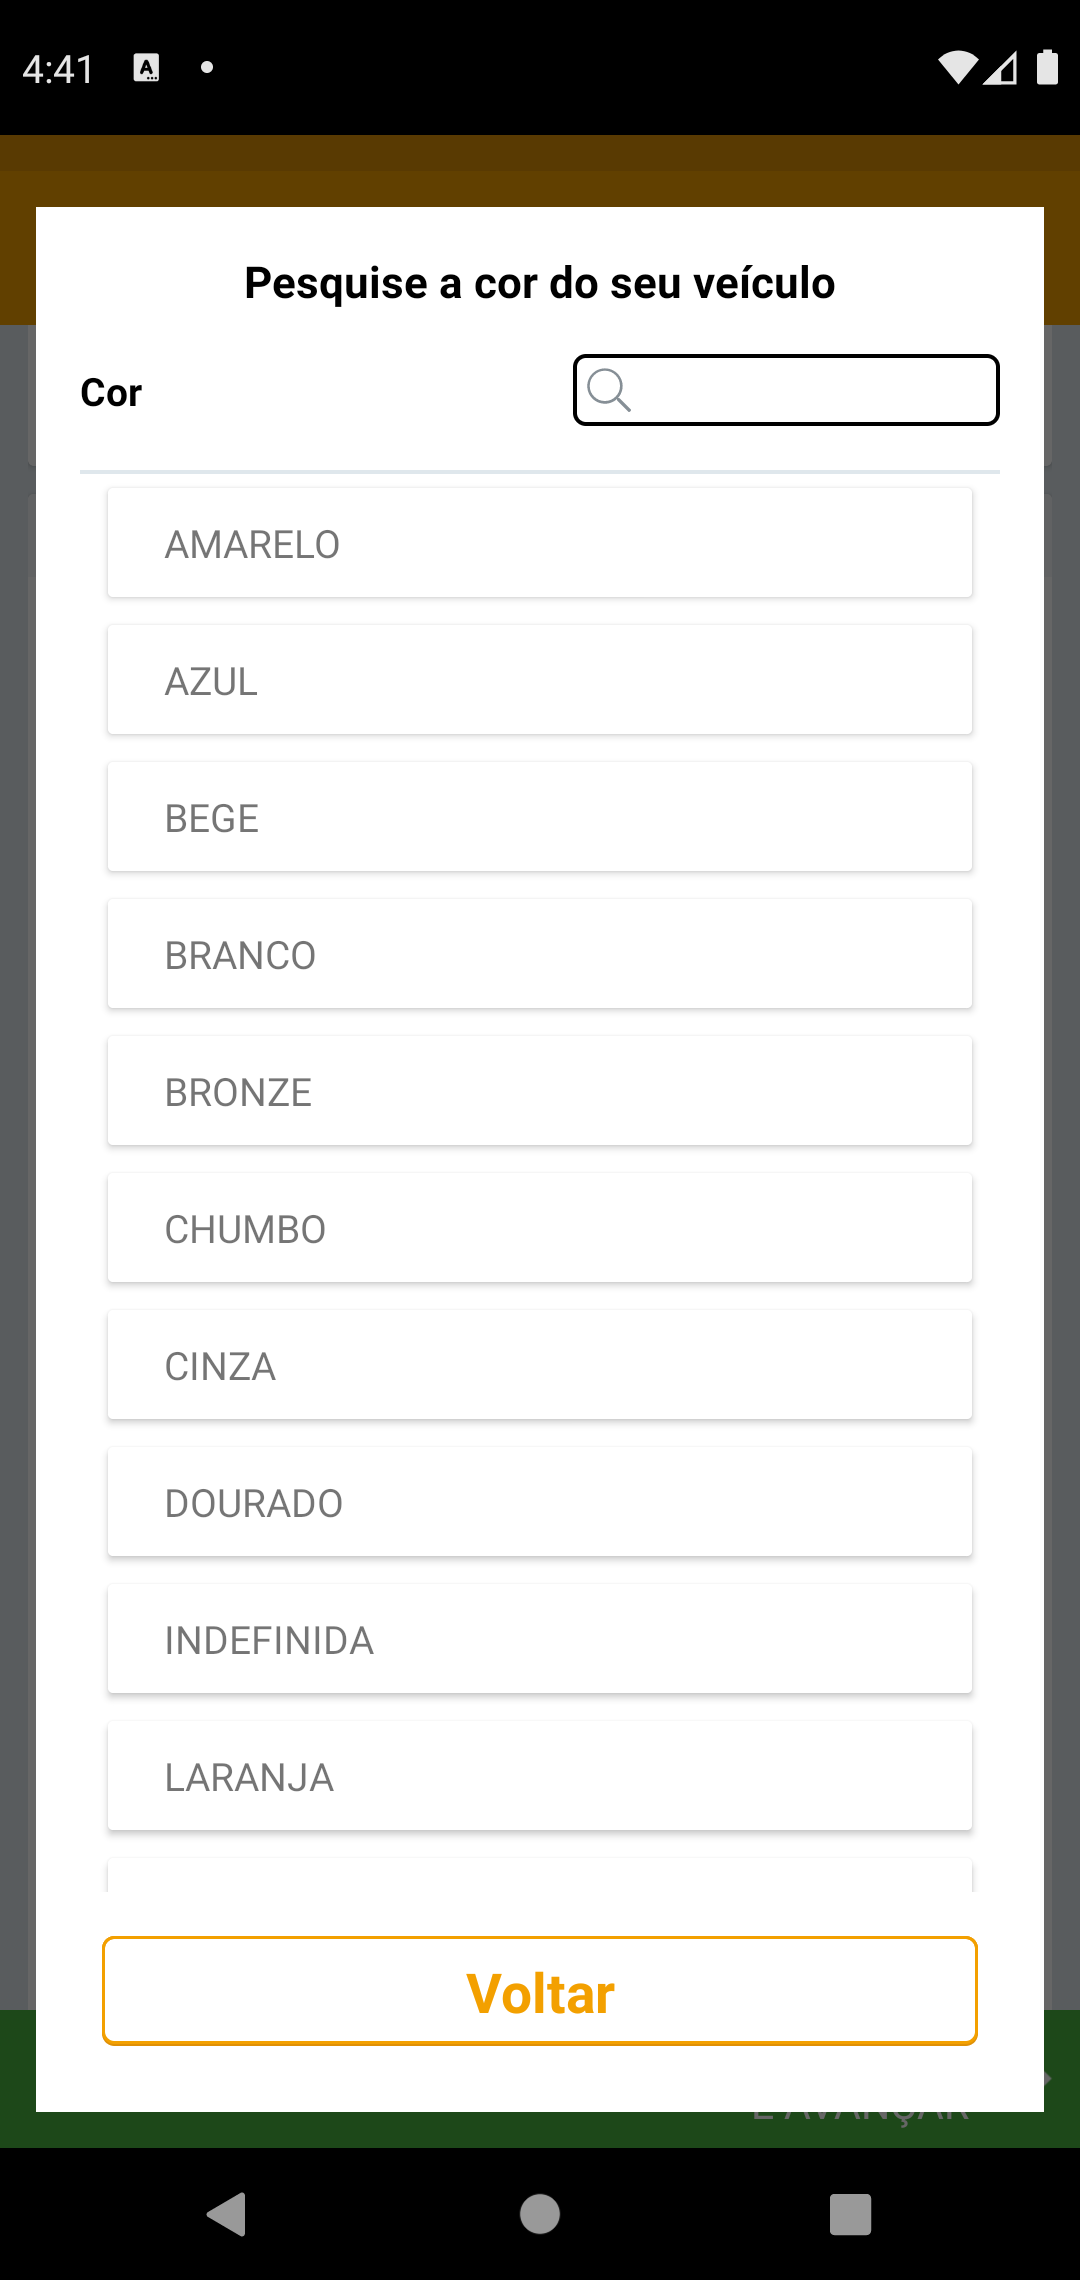 4:41
Pesquise a cor do seu veículo
Cor
AMARELO
AZUL
BEGE
BRANCO
BRONZE
CHUMBO
CINZA
DOURADO
INDEFINIDA
LARANJA
Voltar
E AVANÇAR